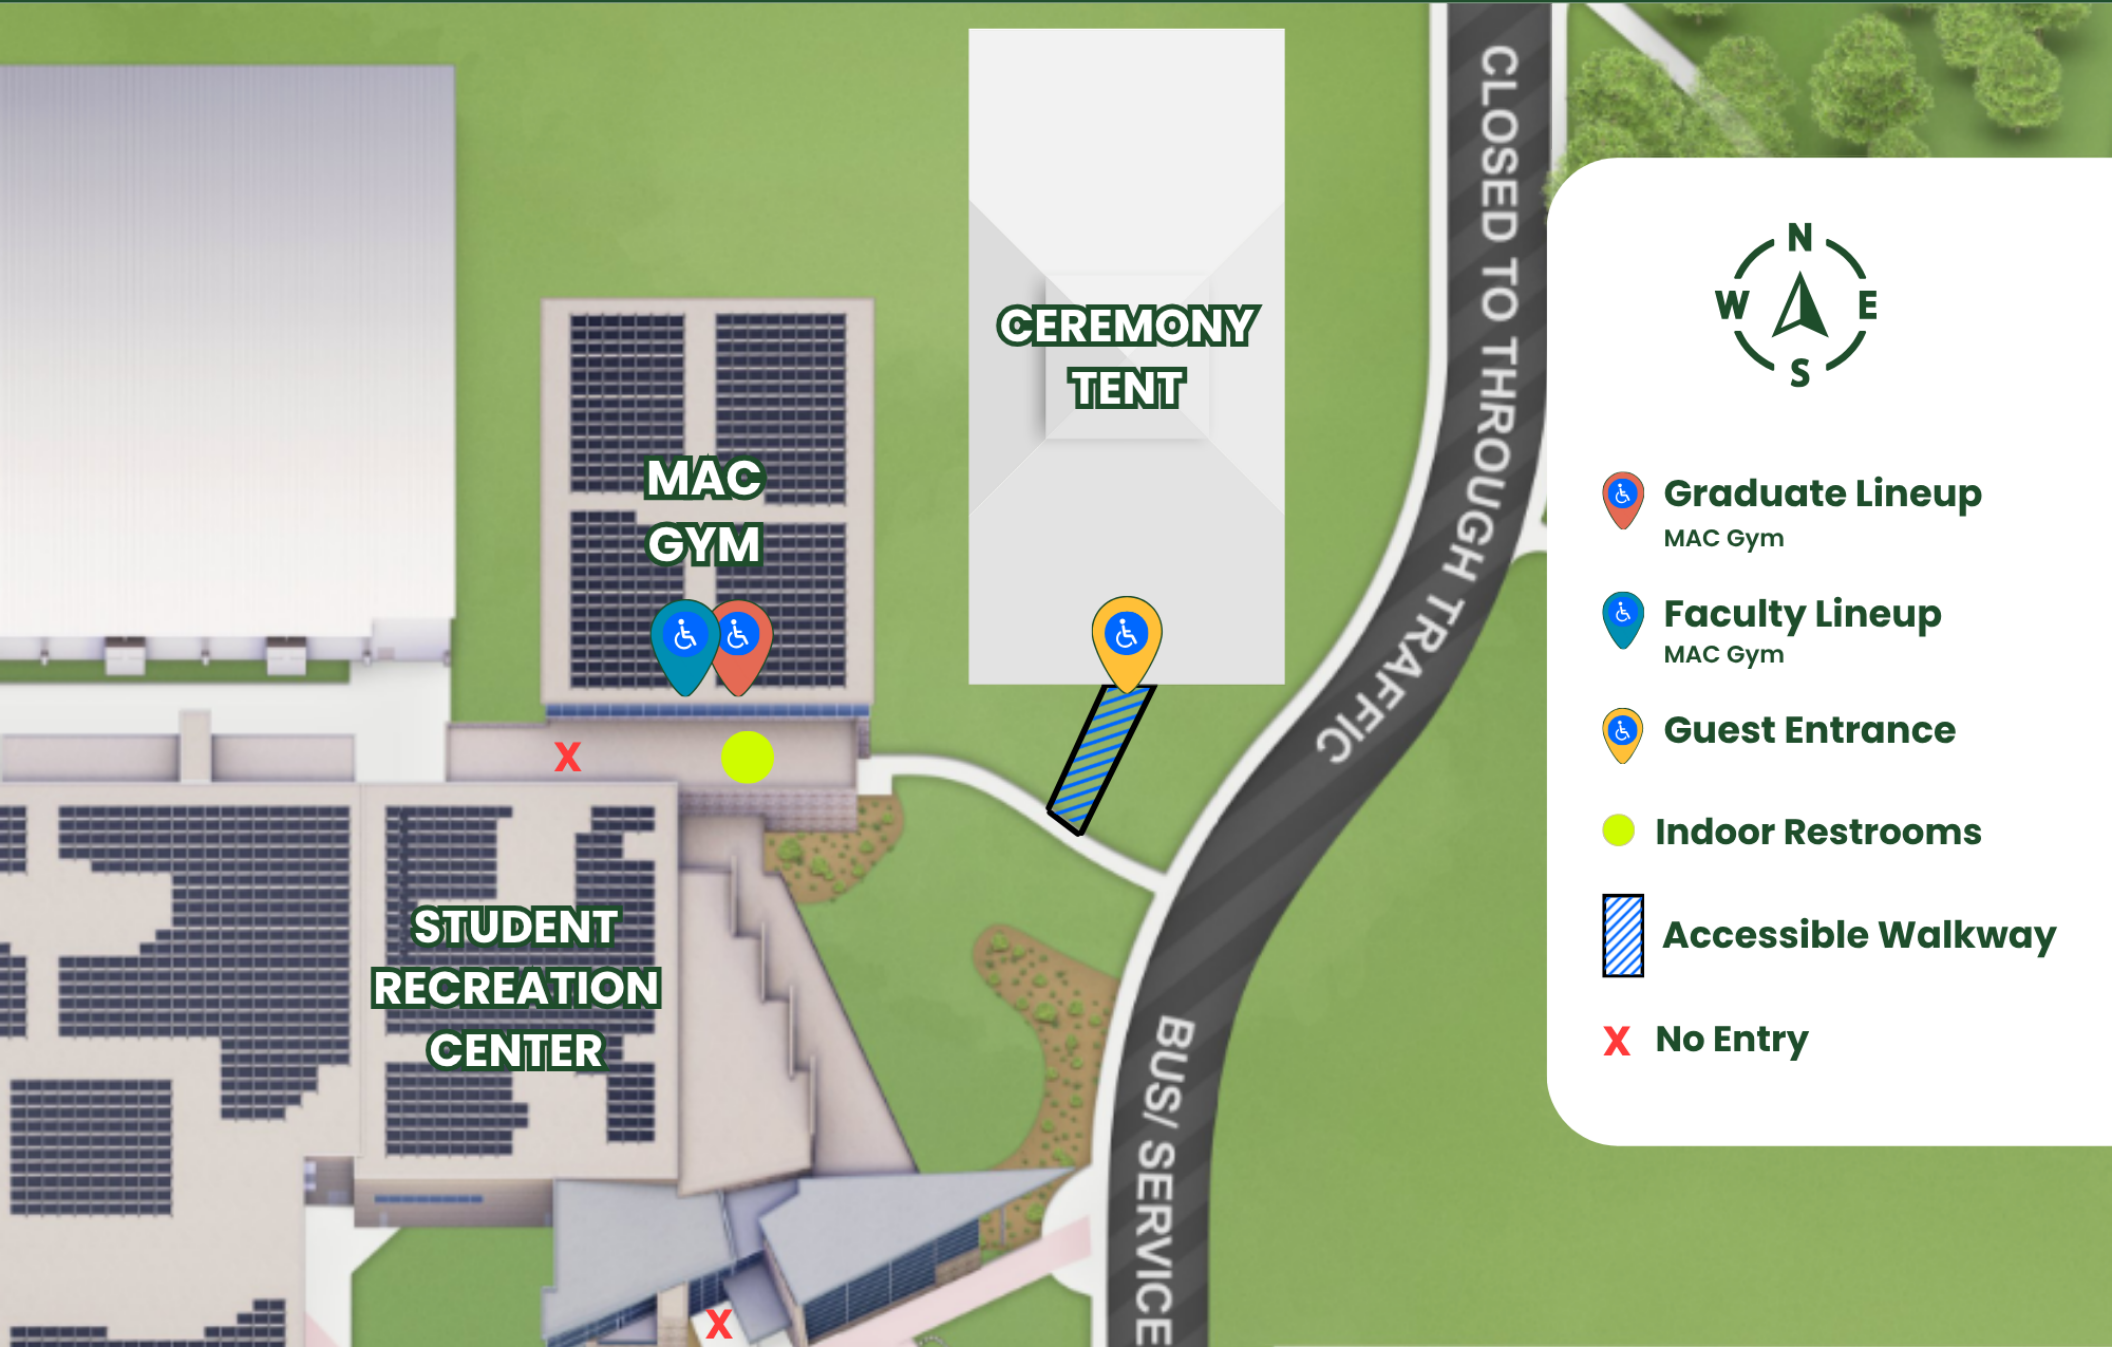 CEREMONY
TENT
MAC
GYM
STUDENT
RECREATION
CENTER
X
X
CLOSED TO THROUGH TRAFFIC
BUS/ SERVICE
N
W E
S
Graduate Lineup
MAC Gym
Faculty Lineup
MAC Gym
Guest Entrance
Indoor Restrooms
Accessible Walkway
X No Entry